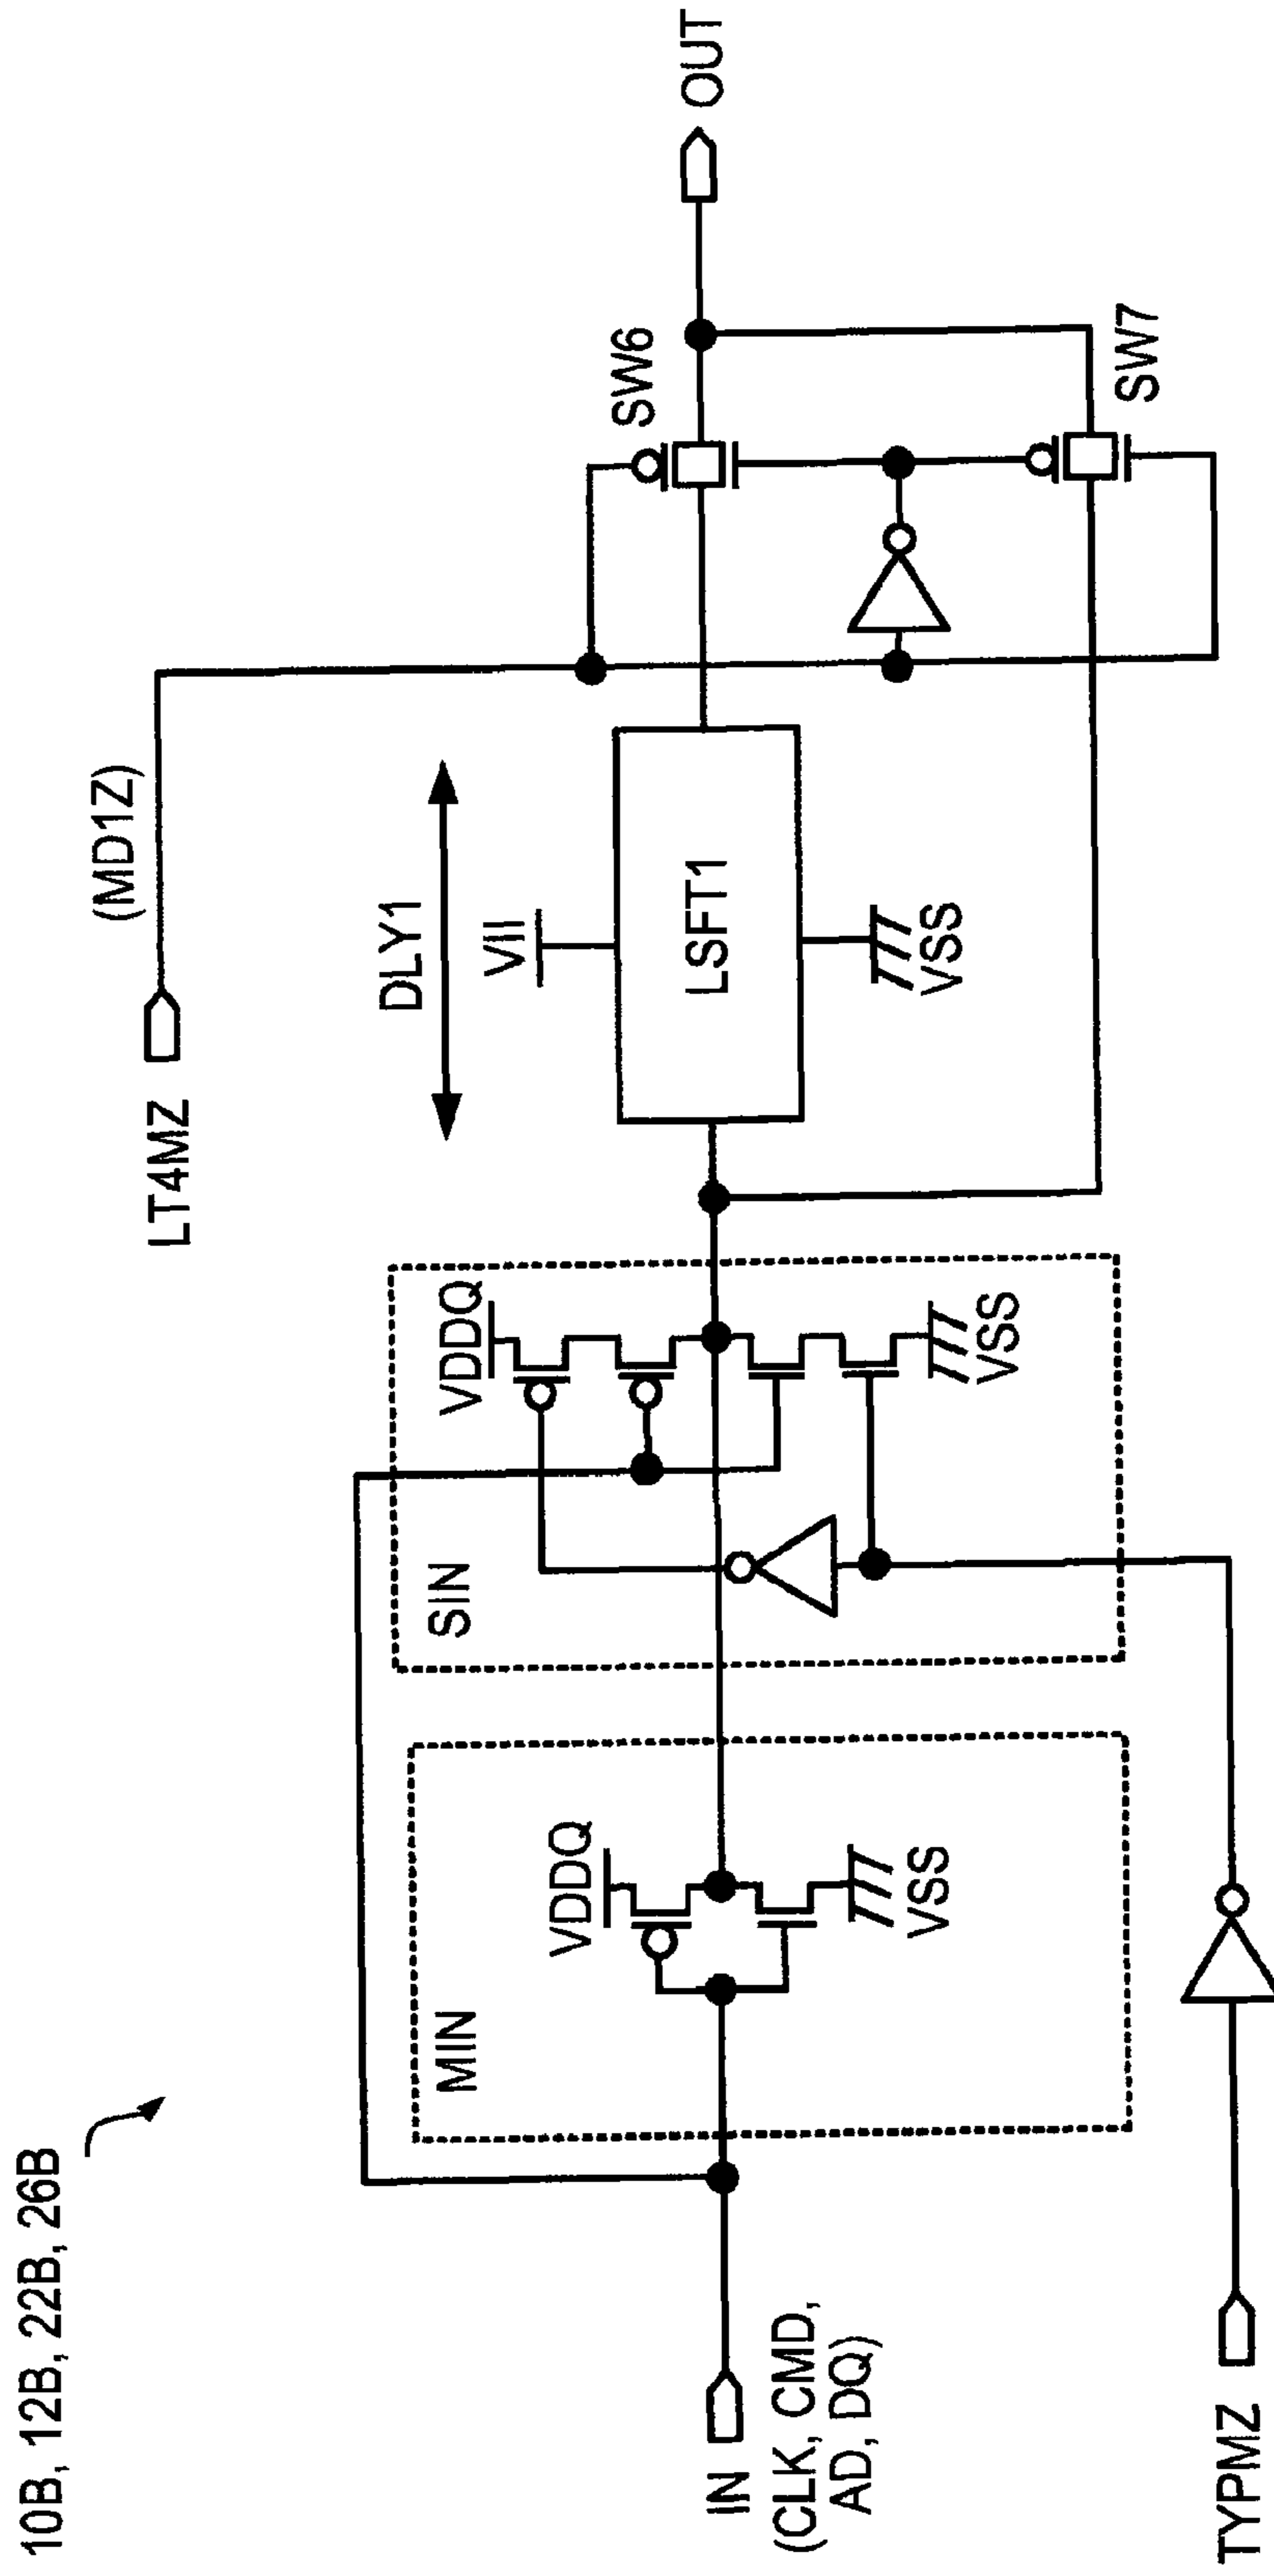 10B, 12B, 22B, 26B
LT4MZ
(MD1Z)
DLY1
VII
LSFT1
VSS
SW6
OUT
SW7
SIN
VDDQ
VSS
MIN
VDDQ
VSS
IN
(CLK, CMD,
AD, DQ)
TYPMZ